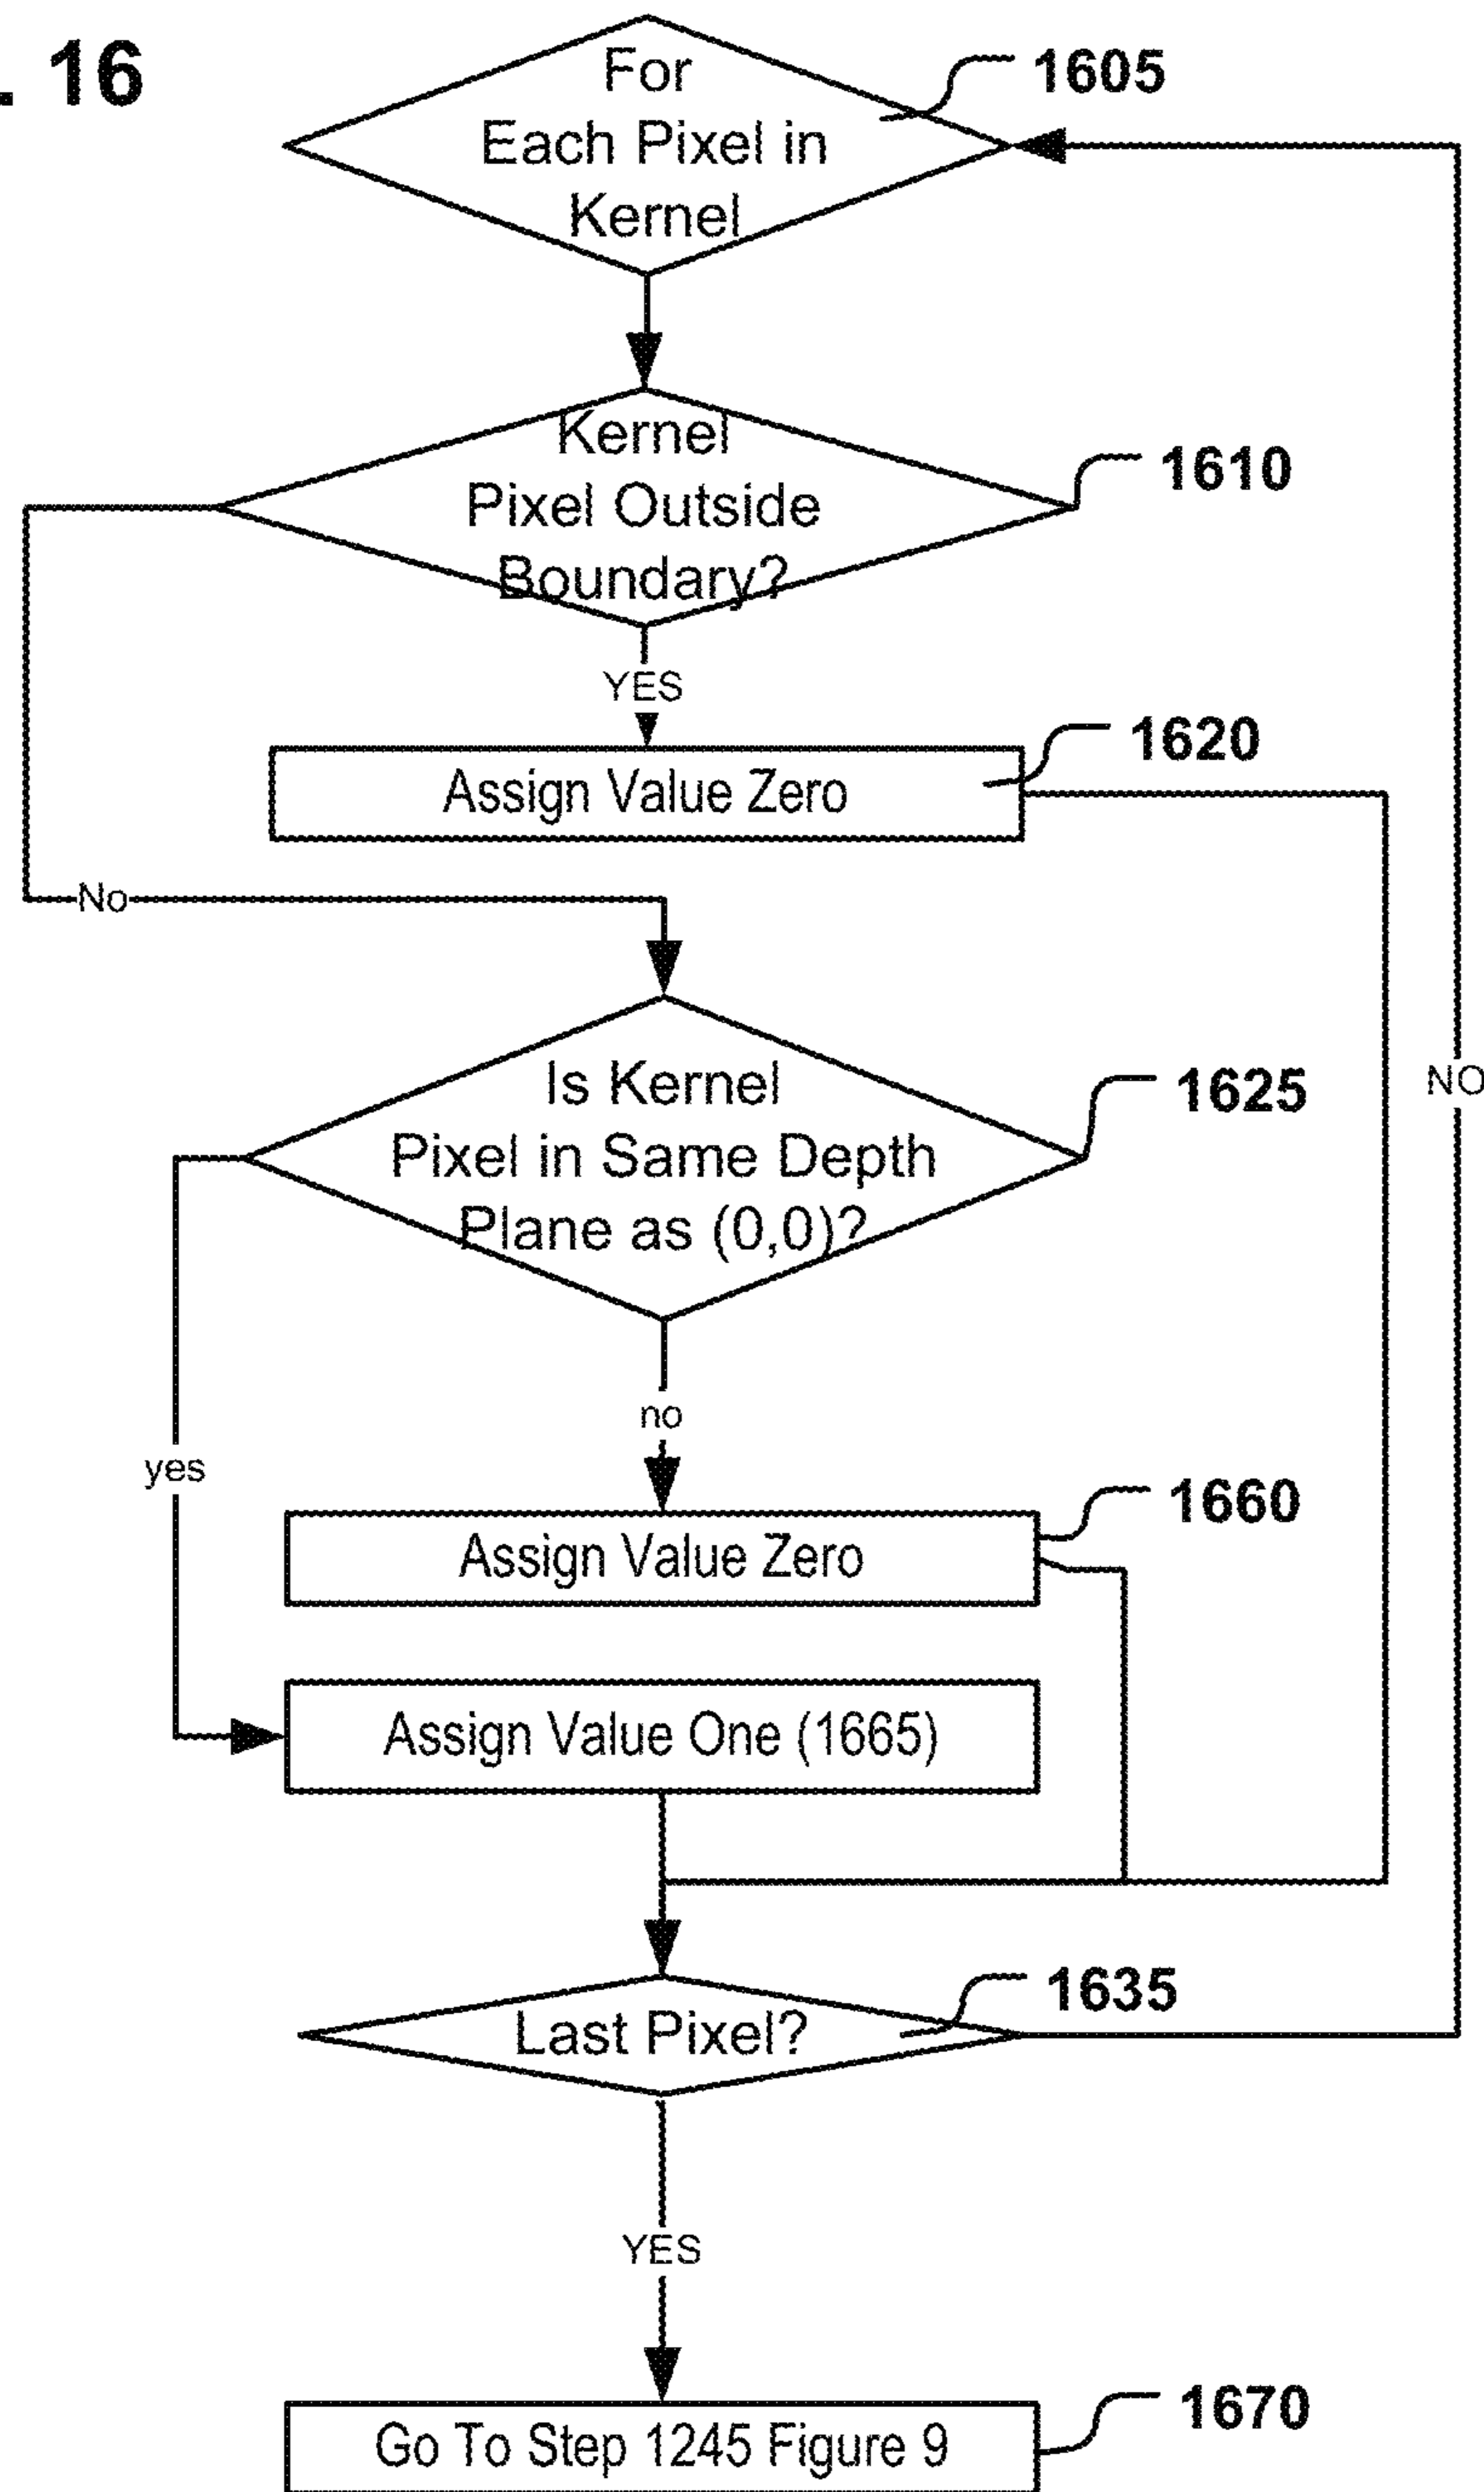 . 16
For
Each Pixel in
Kernel
1605
Kernel
Pixel Outside
Boundary?
1610
YES
Assign Value Zero
1620
No
Is Kernel
Pixel in Same Depth
Plane as (0,0)?
1625
NO
no
yes
Assign Value Zero
1660
Assign Value One (1665)
Last Pixel?
1635
YES
Go To Step 1245 Figure 9
1670